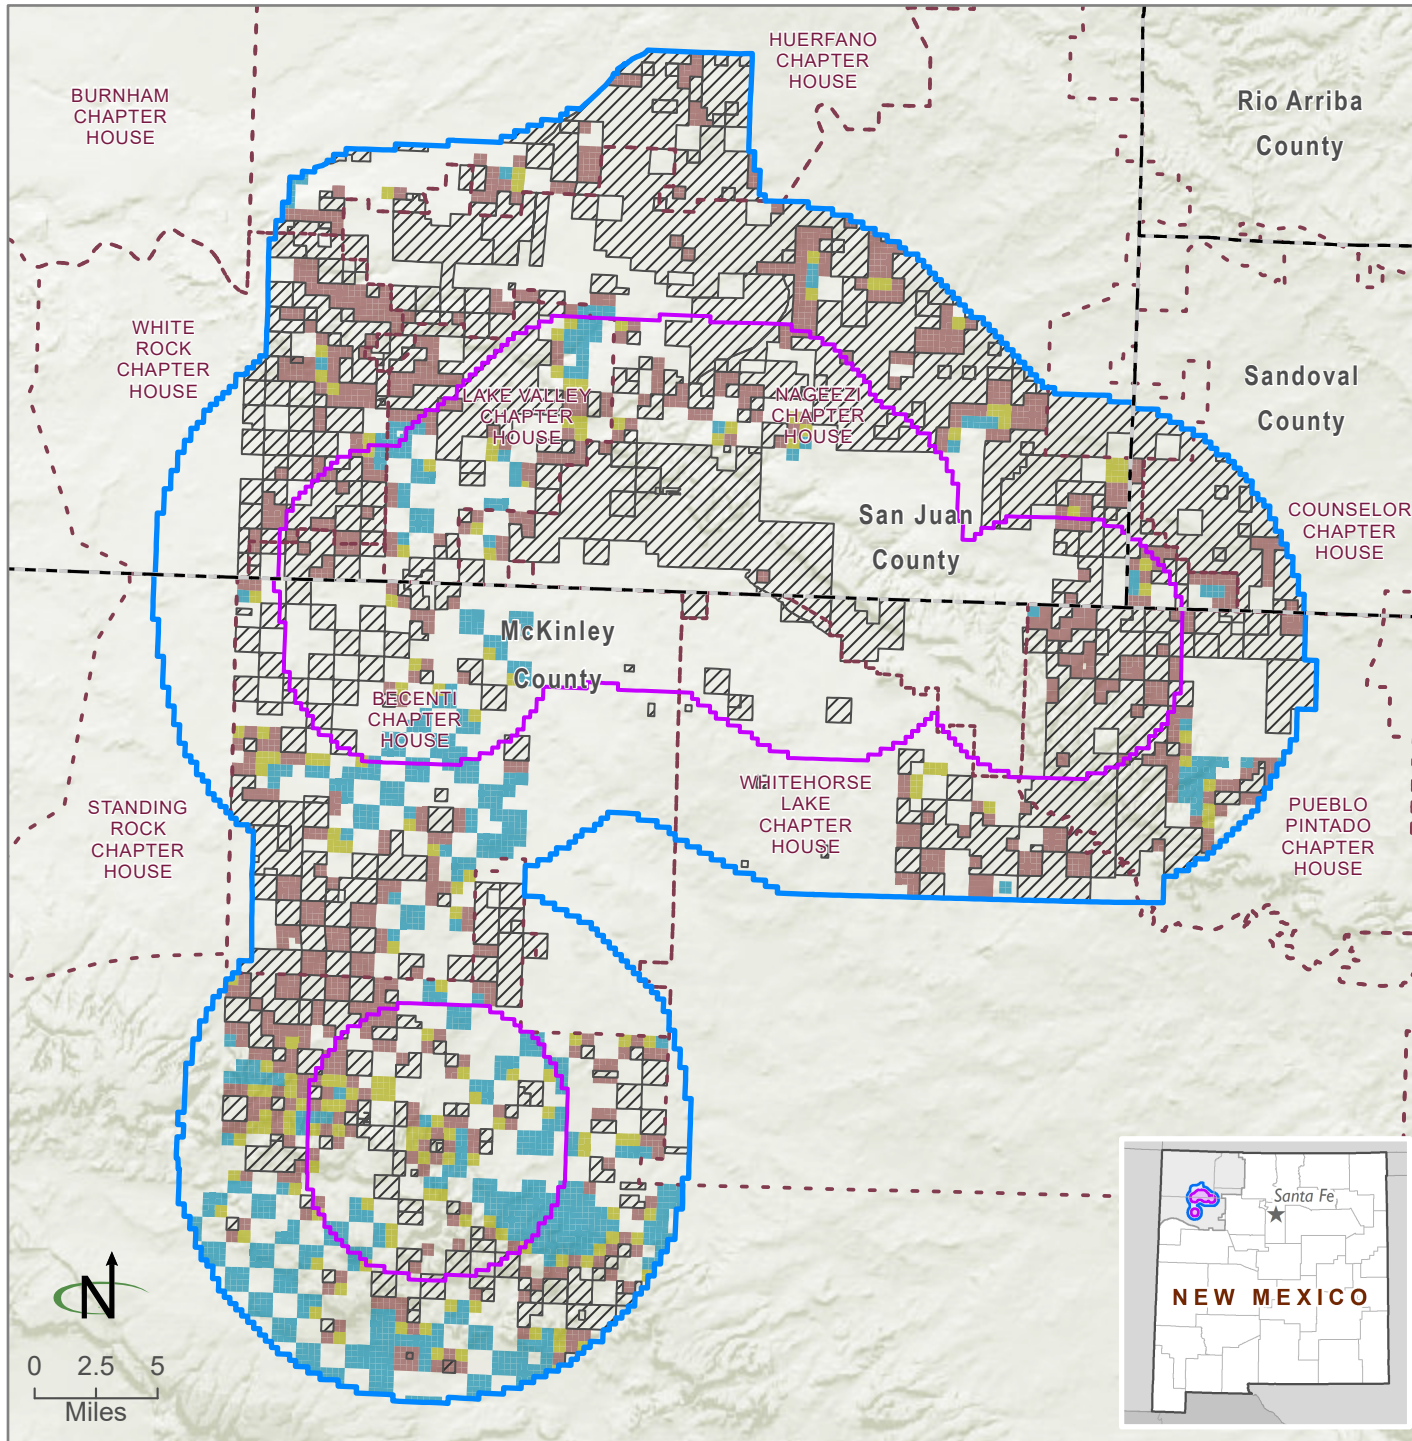 HUERFANO
CHAPTER
HOUSE
BURNHAM
CHAPTER
HOUSE
Rio Arriba
County
WHITE
ROCK
CHAPTER
HOUSE
LAKE VALLEY
CHAPTER
HOUSE
NAGEEZI
CHAPTER
HOUSE
Sandoval
County
San Juan
County
COUNSELOR
CHAPTER
HOUSE
McKinley
County
BECENTI
CHAPTER
HOUSE
STANDING
ROCK
CHAPTER
HOUSE
WHITEHORSE
LAKE
CHAPTER
HOUSE
PUEBLO
PINTADO
CHAPTER
HOUSE
N
0 2.5 5
Miles
Santa Fe
NEW MEXICO